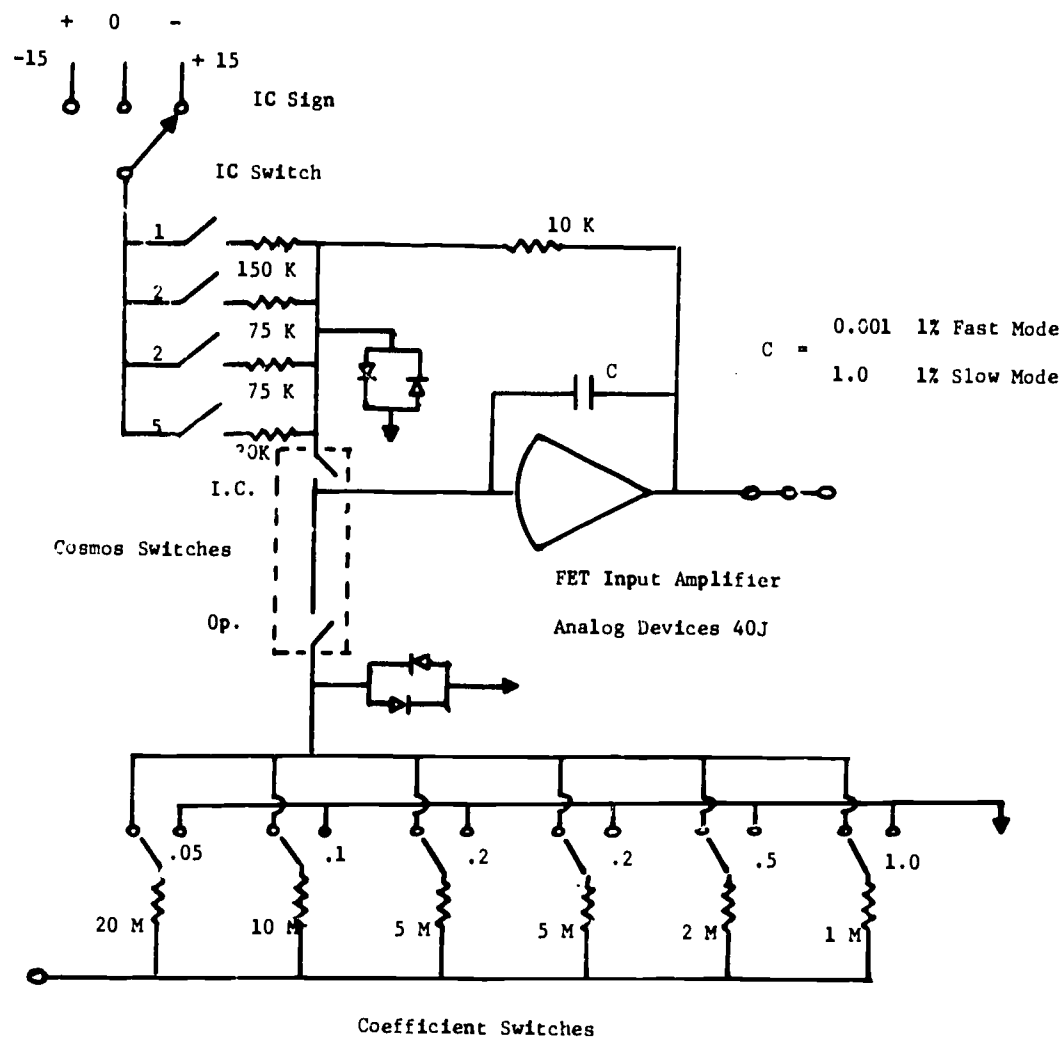 + 0 -
-15 + 15
IC Sign
IC Switch
1
10 K
150 K
2
75 K
0.001 1% Fast Mode
C =
C
1.0 1% Slow Mode
2
75 K
5
I.C.
Cosmos Switches
FET Input Amplifier
Op.
Analog Devices 40J
.05 .1 .2 .2 .5 1.0
20 M 10 M 5 M 5 M 2 M 1 M
Coefficient Switches